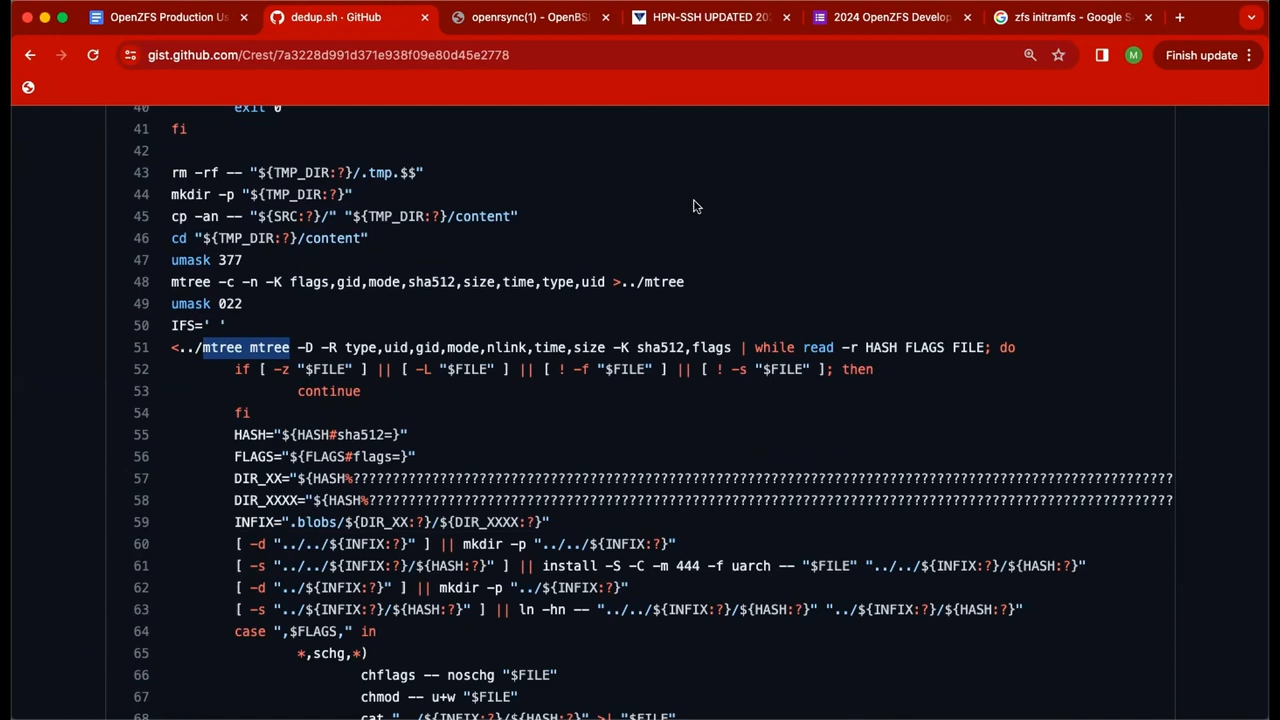 OpenZFS Production Us
dedup.sh · GitHub
openrsync(1) - OpenBS
HPN-SSH UPDATED 202
2024 OpenZFS Develop
zfs initramfs - Google S
gist.github.com/Crest/7a3228d991d371e938f09e80d45e2778
M
Finish update
40 exit 0
41 fi
42
43 rm -rf -- "${TMP_DIR:?}/.tmp.$$"
44 mkdir -p "${TMP_DIR:?}"
45 cp -an -- "${SRC:?}/" "${TMP_DIR:?}/content"
46 cd "${TMP_DIR:?}/content"
47 umask 377
48 mtree -c -n -K flags,gid,mode,sha512,size,time,type,uid >../mtree
49 umask 022
50 IFS=' '
51 <../mtree mtree -D -R type,uid,gid,mode,nlink,time,size -K sha512,flags | while read -r HASH FLAGS FILE; do
52 if [ -z "$FILE" ] || [ -L "$FILE" ] || [ ! -f "$FILE" ] || [ ! -s "$FILE" ]; then
53 continue
54 fi
55 HASH="${HASH#sha512=}"
56 FLAGS="${FLAGS#flags=}"
57 DIR_XX="${HASH%????????????????????????????????????????????????????????????????????????????????????????????????????????
58 DIR_XXXX="${HASH%??????????????????????????????????????????????????????????????????????????????????????????????????????
59 INFIX=".blobs/${DIR_XX:?}/${DIR_XXXX:?}"
60 [ -d "../../${INFIX:?}" ] || mkdir -p "../../${INFIX:?}"
61 [ -s "../../${INFIX:?}/${HASH:?}" ] || install -S -C -m 444 -f uarch -- "$FILE" "../../${INFIX:?}/${HASH:?}"
62 [ -d "../${INFIX:?}" ] || mkdir -p "../${INFIX:?}"
63 [ -s "../${INFIX:?}/${HASH:?}" ] || ln -hn -- "../../${INFIX:?}/${HASH:?}" "../${INFIX:?}/${HASH:?}"
64 case ",$FLAGS," in
65 *,schg,*)
66 chflags -- noschg "$FILE"
67 chmod -- u+w "$FILE"
68 cat "../${INFIX:?}/${HASH:?}" >| "$FILE"